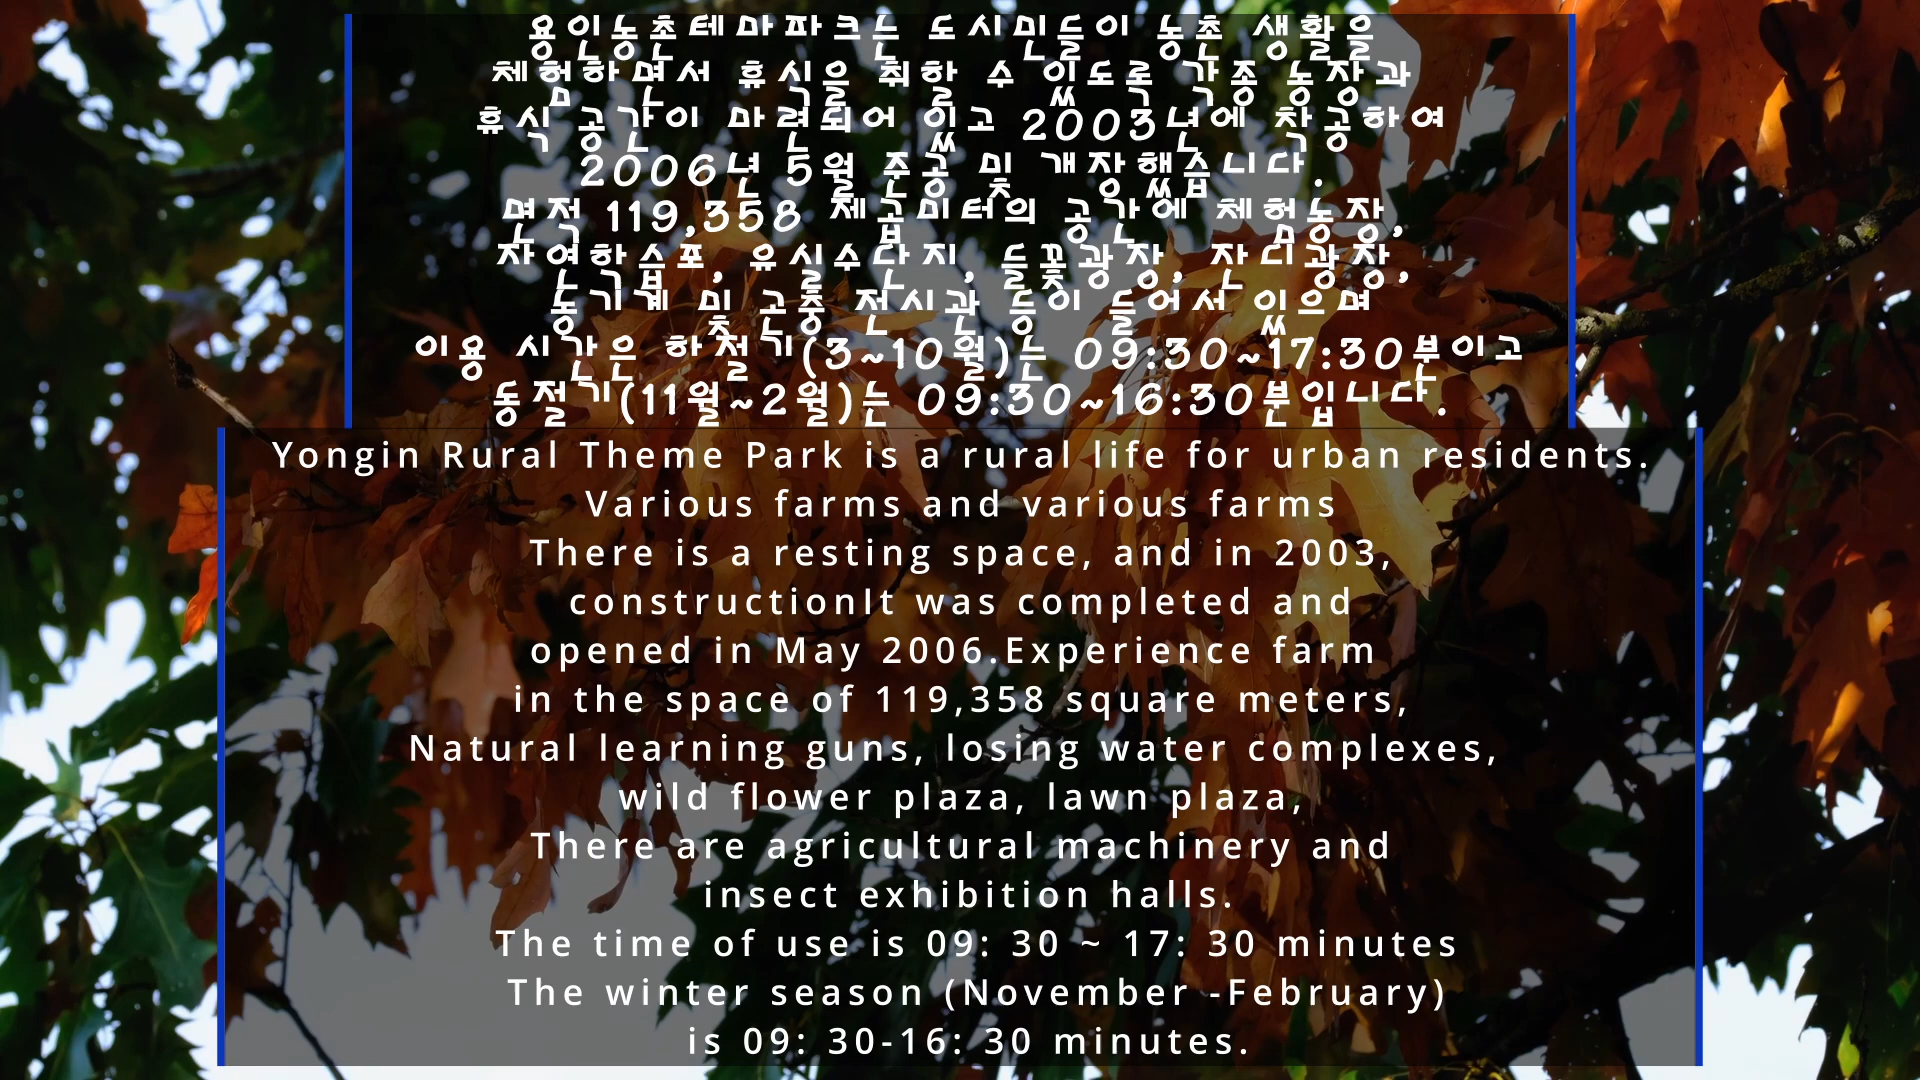 용인농촌테마파크는 도시민들이 농촌 생활을
체험하면서 휴식을 취할 수 있도록 각종 농장과
휴식 공간이 마련되어 있고 2003년에 착공하여
2006년 5월 준공 및 개장했습니다.
면적 119,358 제곱미터의 공간에 체험농장,
자연학습포, 유실수단지, 들꽃광장, 잔디광장,
농기계 및 곤충 전시관 등이 들어서 있으며
이용 시간은 하절기(3~10월)는 09:30~17:30분이고
동절기(11월~2월)는 09:30~16:30분입니다.
Yongin Rural Theme Park is a rural life for urban residents.
Various farms and various farms
There is a resting space, and in 2003,
constructionIt was completed and
opened in May 2006.Experience farm
in the space of 119,358 square meters,
Natural learning guns, losing water complexes,
wild flower plaza, lawn plaza,
There are agricultural machinery and
insect exhibition halls.
The time of use is 09: 30 ~ 17: 30 minutes
The winter season (November -February)
is 09: 30-16: 30 minutes.